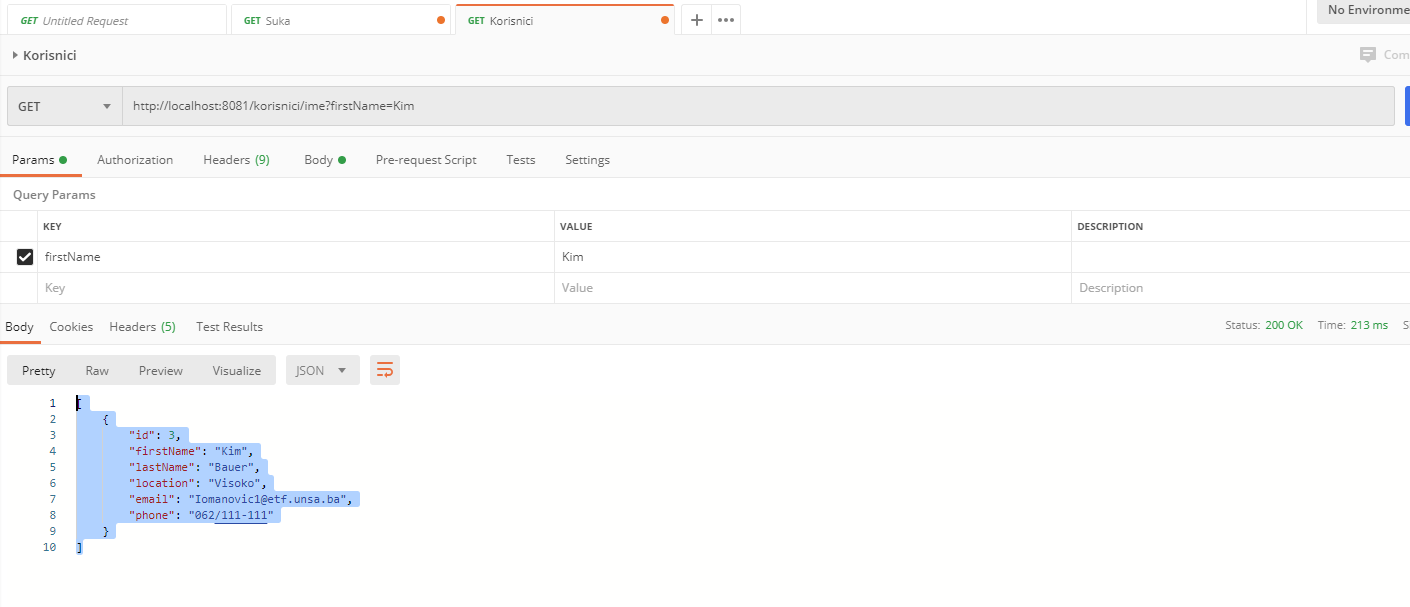 GET Untitled Request GET Suka GET Korisnici + ••• No Environme
Korisnici Com
GET http://localhost:8081/korisnici/ime?firstName=Kim
Params Authorization Headers (9) Body Pre-request Script Tests Settings
Query Params
KEY VALUE DESCRIPTION
firstName Kim
Key Value Description
Body Cookies Headers (5) Test Results Status: 200 OK Time: 213 ms S
Pretty Raw Preview Visualize JSON
1 [
2 {
3 "id": 3,
4 "firstName": "Kim",
5 "lastName": "Bauer",
6 "location": "Visoko",
7 "email": "Iomanovic1@etf.unsa.ba",
8 "phone": "062/111-111"
9 }
10 ]